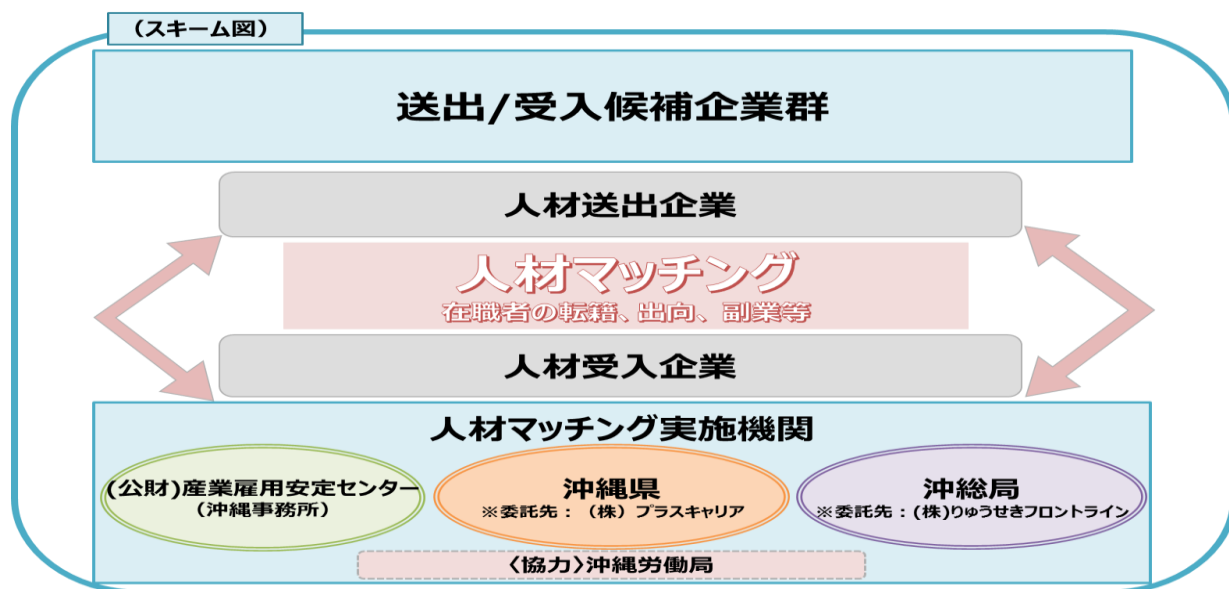 （スキーム図）
送出/受入候補企業群
人材送出企業
人材マッチング
在職者の転籍、出向、副業等
人材受入企業
人材マッチング実施機関
(公財)産業雇用安定センター
（沖縄事務所）
沖縄県
※委託先：（株）プラスキャリア
沖総局
※委託先：(株)りゅうせきフロントライン
〈協力〉沖縄労働局